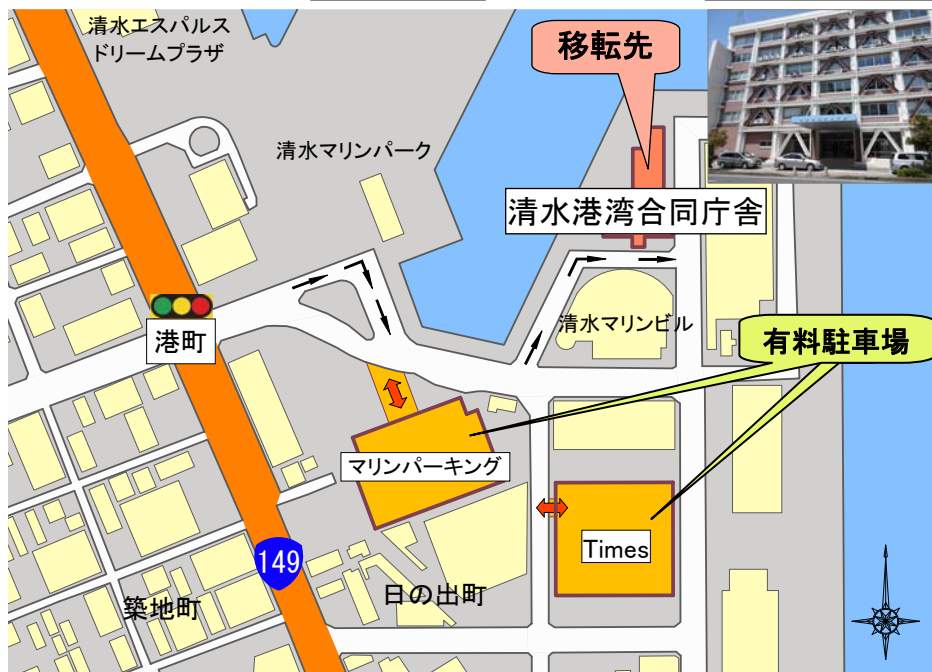 清水エスパルス
ドリームプラザ
移転先
清水マリンパーク
清水港湾合同庁舎
港町
清水マリンビル
有料駐車場
マリンパーキング
Times
149
築地町
日の出町